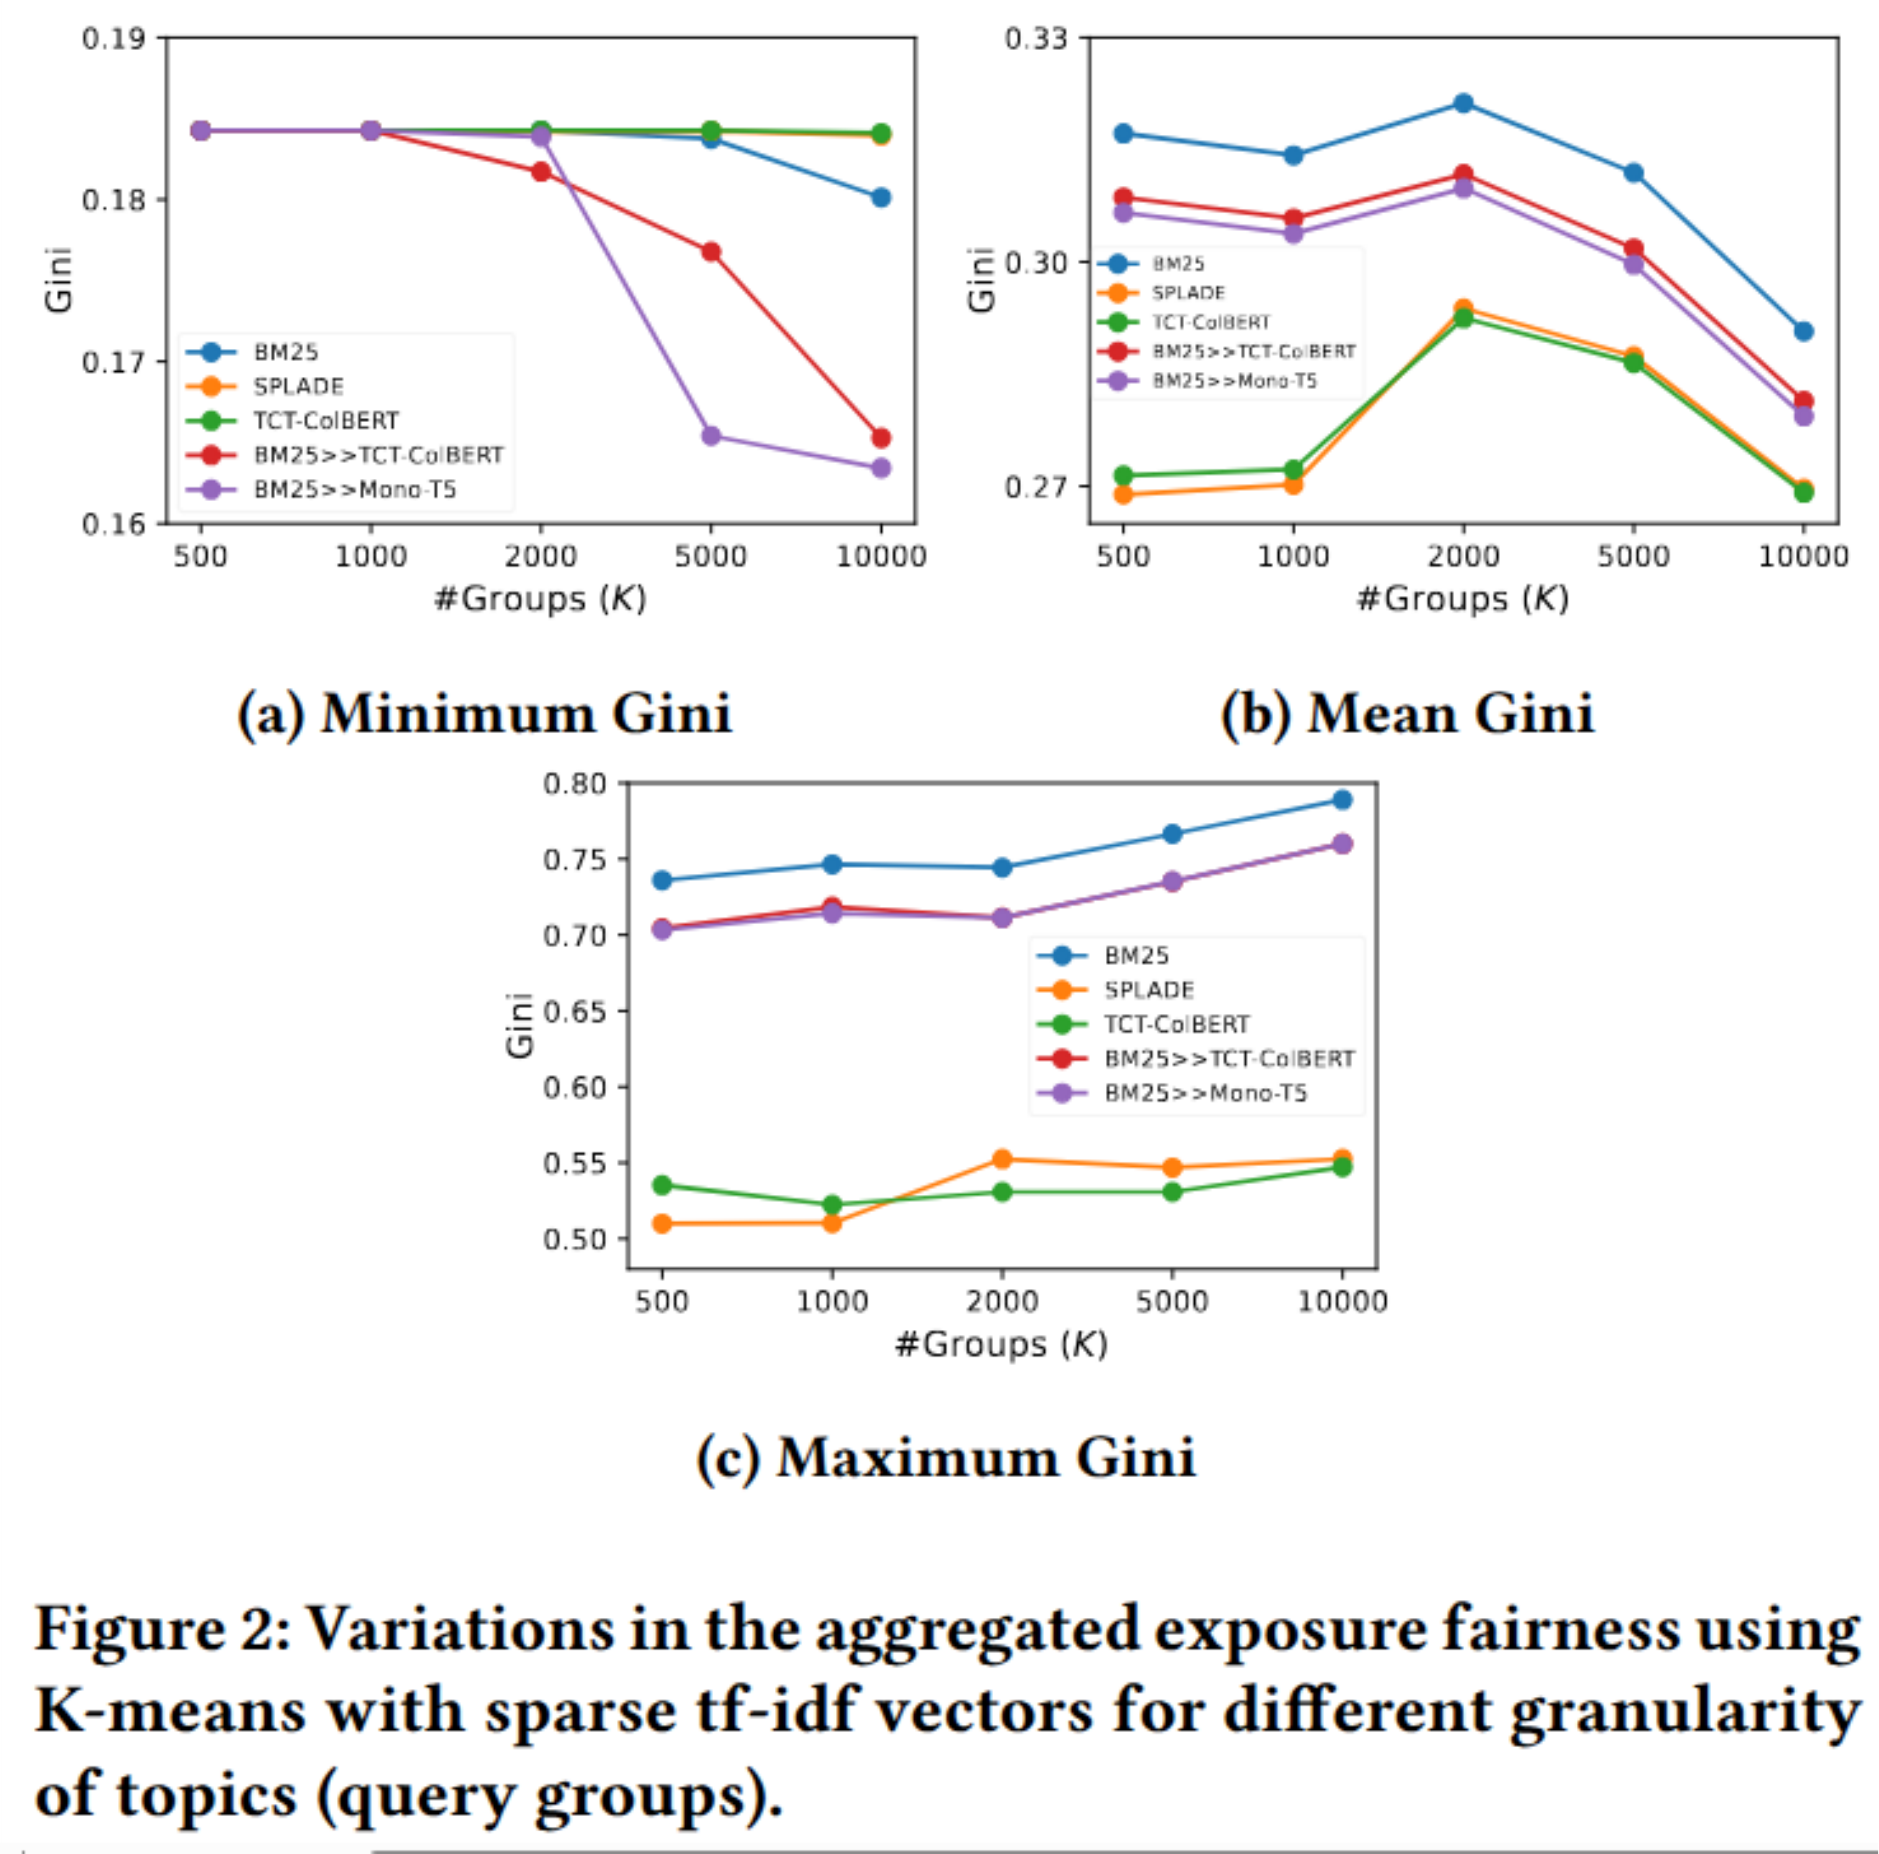 0.19
0.18
0.17
0.16
Gini
BM25
SPLADE
TCT-ColBERT
BM25>>TCT-ColBERT
BM25>>Mono-T5
500 1000 2000 5000 10000
#Groups (K)
(a) Minimum Gini
0.33
0.30
0.27
Gini
BM25
SPLADE
TCT-ColBERT
BM25>>TCT-ColBERT
BM25>>Mono-T5
500 1000 2000 5000 10000
#Groups (K)
(b) Mean Gini
0.80
0.75
0.70
0.65
0.60
0.55
0.50
Gini
BM25
SPLADE
TCT-ColBERT
BM25>>TCT-ColBERT
BM25>>Mono-T5
500 1000 2000 5000 10000
#Groups (K)
(c) Maximum Gini
Figure 2: Variations in the aggregated exposure fairness using
K-means with sparse tf-idf vectors for different granularity
of topics (query groups).